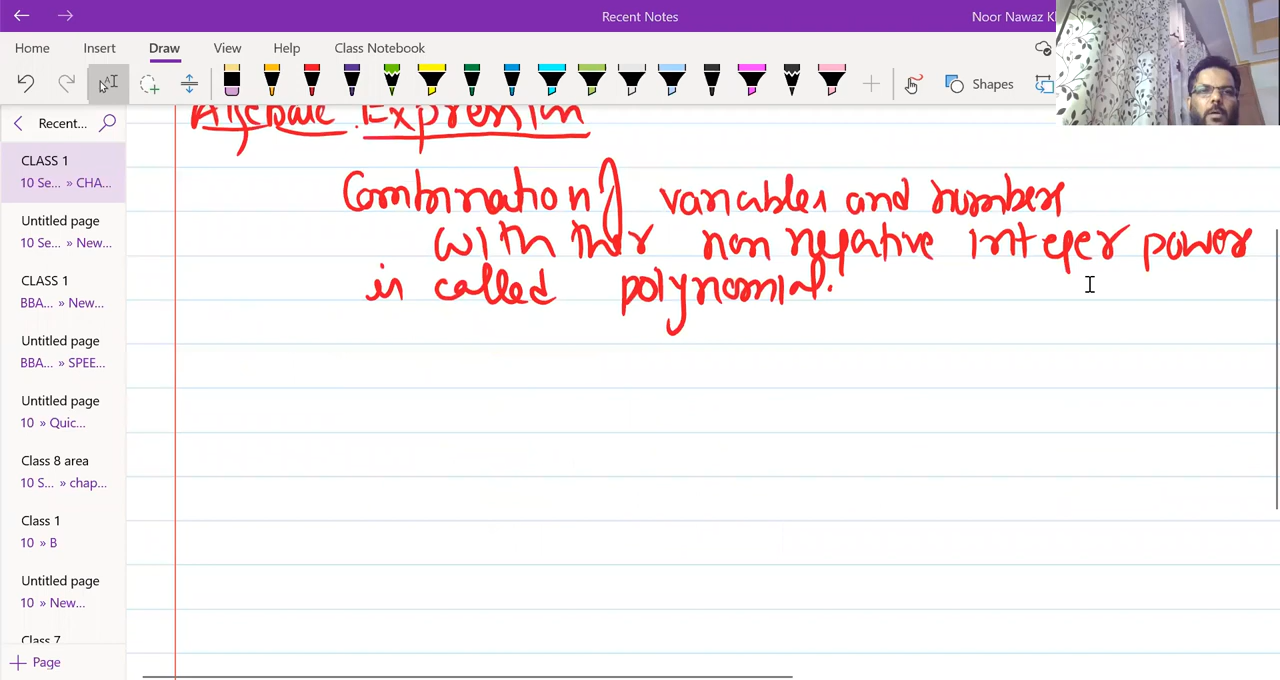 Recent Notes
Noor Nawaz K
Home Insert Draw View Help Class Notebook
Shapes
Recent...
CLASS 1
10 Se... » CHA...
Untitled page
10 Se... » New...
CLASS 1
BBA... » New...
Untitled page
BBA... » SPEE...
Untitled page
10 » Quic...
Class 8 area
10 S... » chap...
Class 1
10 » B
Untitled page
10 » New...
Class 7
Page
Expression
Combination of variables and numbers
with their non negative integer power
is called polynomial.